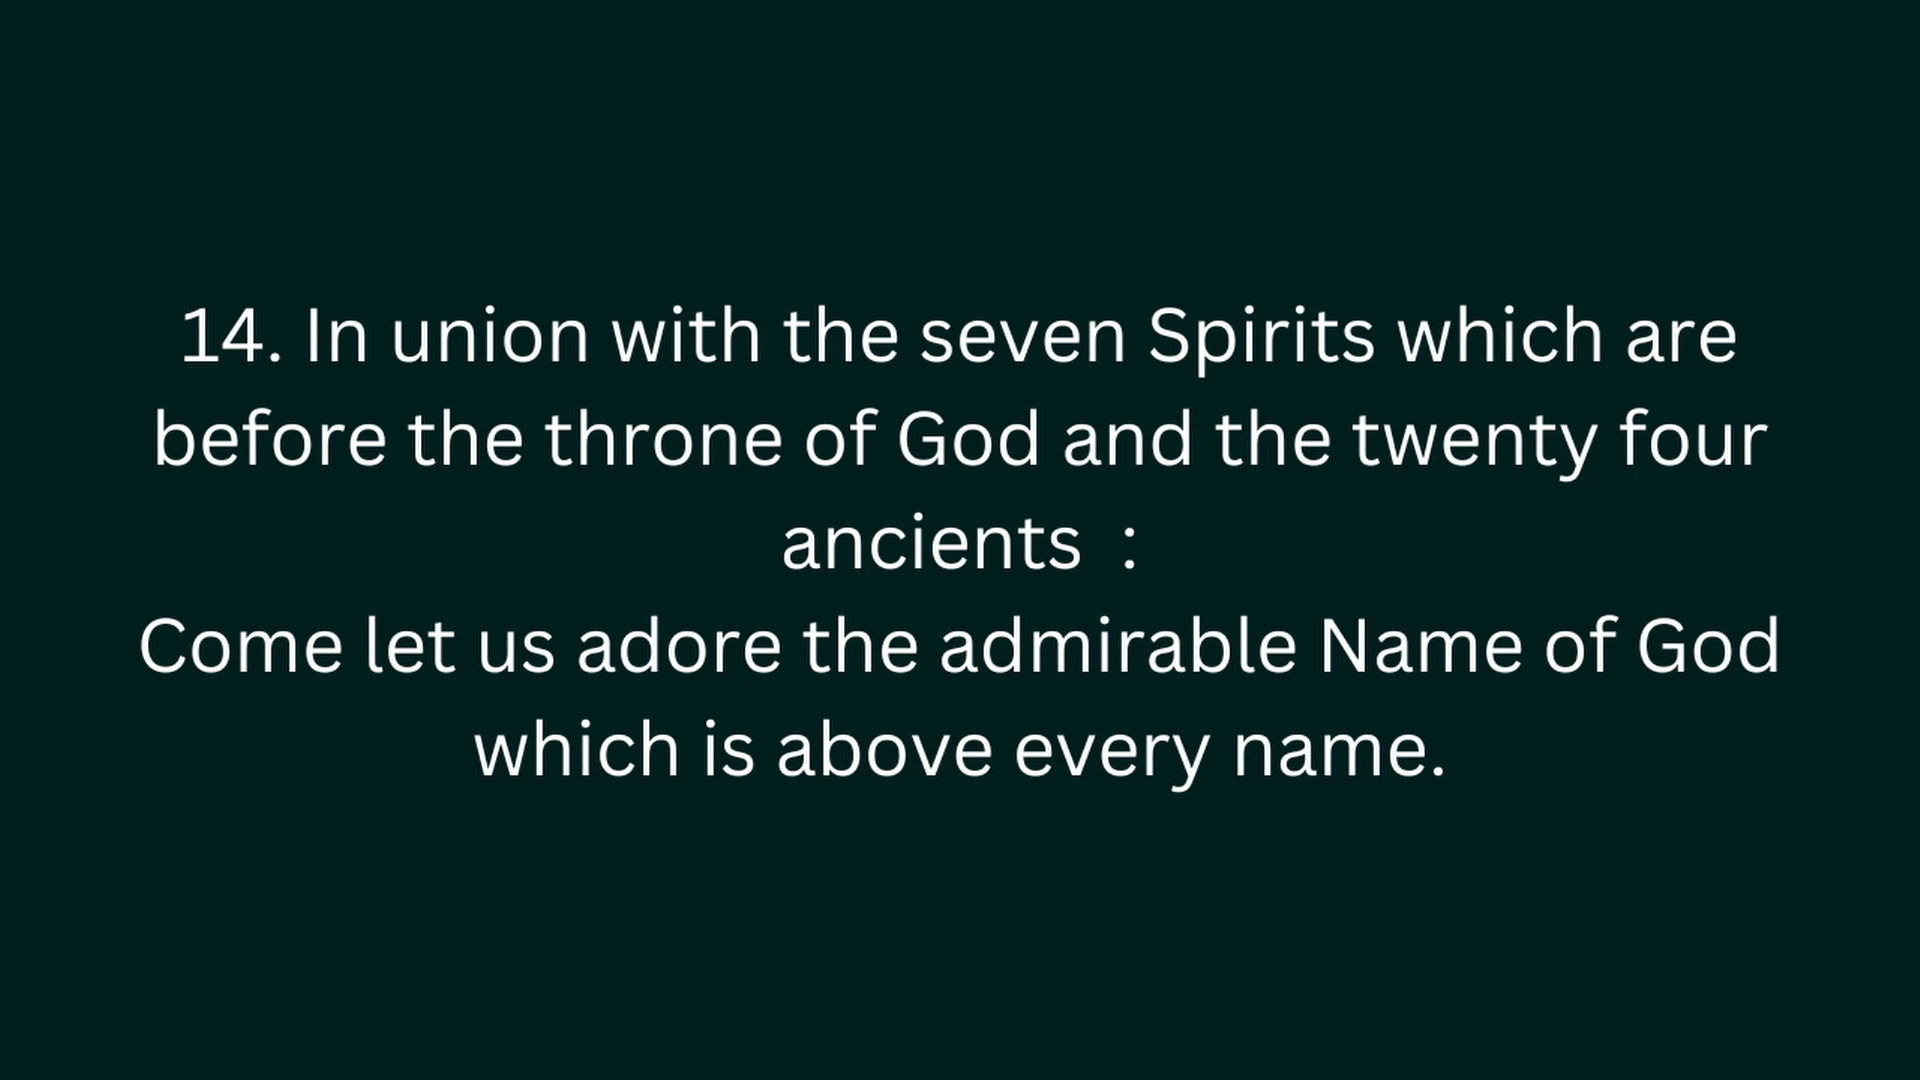 14. In union with the seven Spirits which are
before the throne of God and the twenty four
ancients  :
Come let us adore the admirable Name of God
which is above every name.